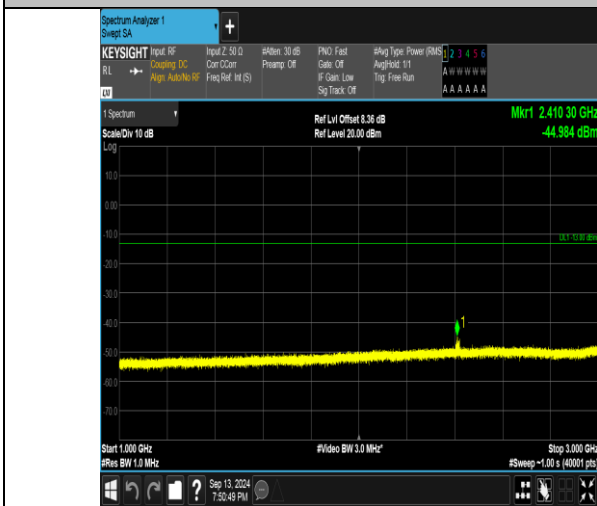 Spectrum Analyzer 1
Swept SA
+
KEYSIGHT Input: RF Input Z: 50 Ω #Atten: 30 dB PNO: Fast #Avg Type: Power (RMS) 1 2 3 4 5 6
RL Coupling: DC Corr CCorr Preamp: Off Gate: Off Avg|Hold: 1/1 A W W W W W
Align: Auto/No RF Freq Ref: Int (S) IF Gain: Low Trig: Free Run
LXI Sig Track: Off A A A A A A
1 Spectrum Ref Lvl Offset 8.36 dB Mkr1 2.410 30 GHz
Scale/Div 10 dB Ref Level 20.00 dBm -44.984 dBm
Log
10.0
0.00
-10.0
DL1 -13.00 dBm
-20.0
-30.0
-40.0
1
-50.0
-60.0
-70.0
Start 1.000 GHz #Video BW 3.0 MHz* Stop 3.000 GHz
#Res BW 1.0 MHz #Sweep ~1.00 s (40001 pts)
? Sep 13, 2024
7:50:49 PM